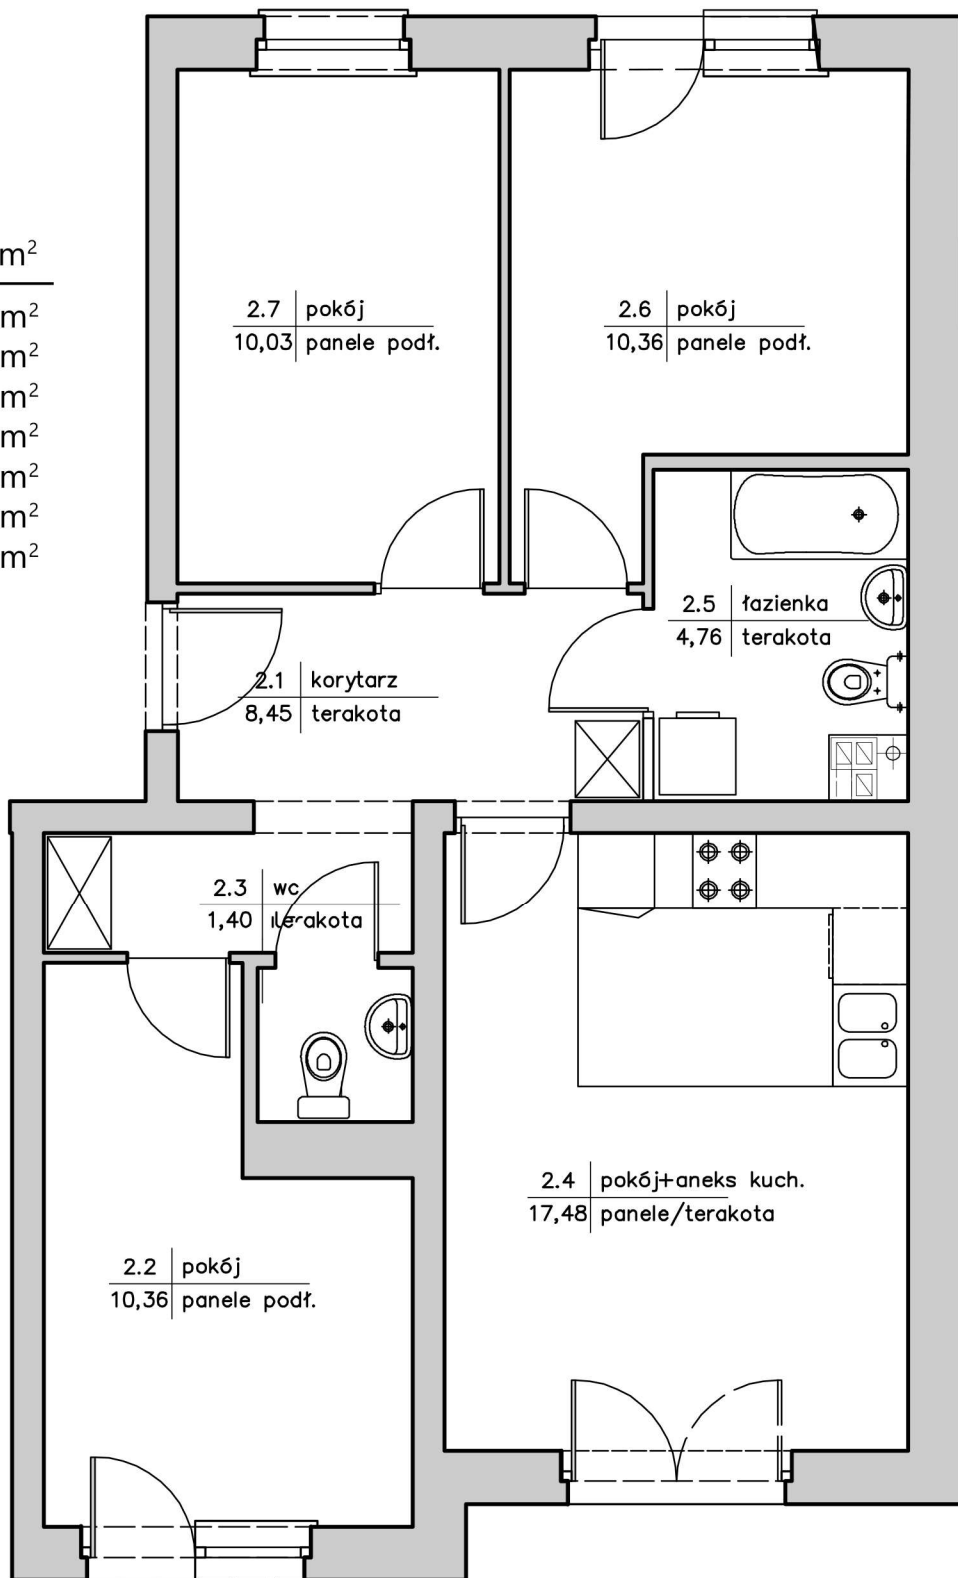 m²
m²
m²
m²
m²
m²
m²
m²
2.7 pokój
10,03 panele podł.
2.6 pokój
10,36 panele podł.
2.5 łazienka
4,76 terakota
2.1 korytarz
8,45 terakota
2.3 wc
1,40 terakota
2.4 pokój+aneks kuch.
17,48 panele/terakota
2.2 pokój
10,36 panele podł.